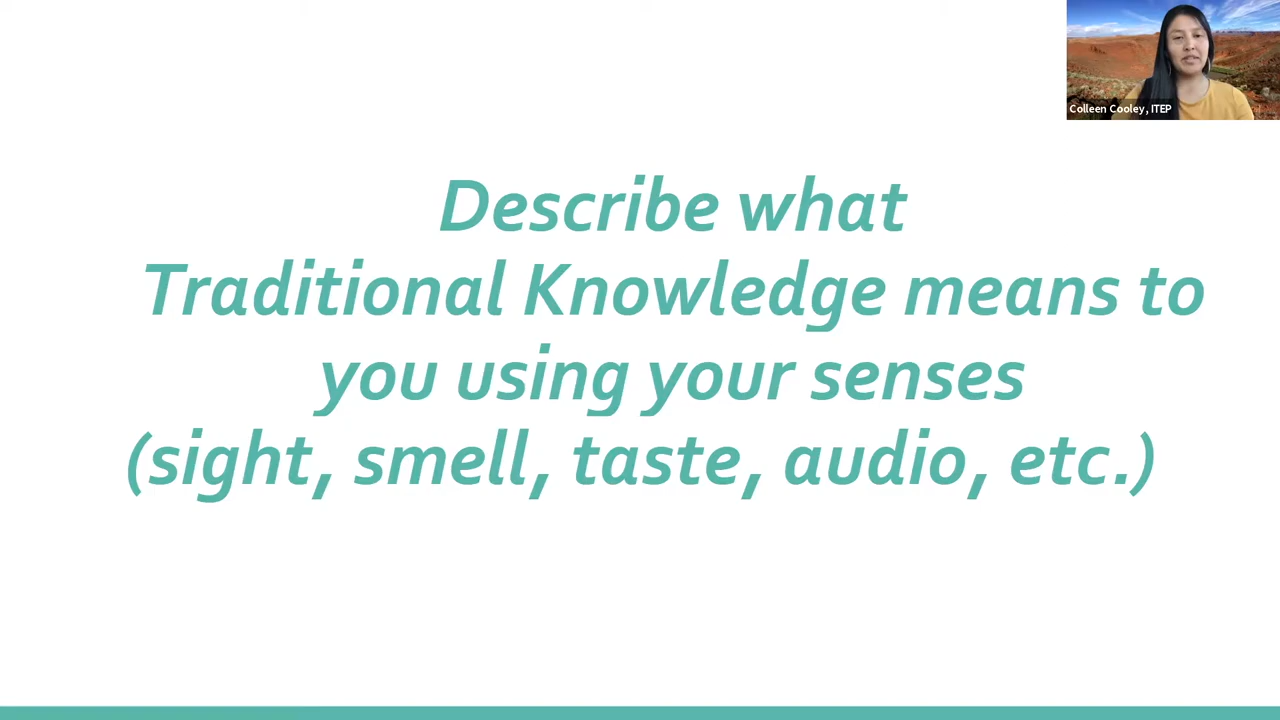 Colleen Cooley, ITEP
Describe what
Traditional Knowledge means to
you using your senses
(sight, smell, taste, audio, etc.)